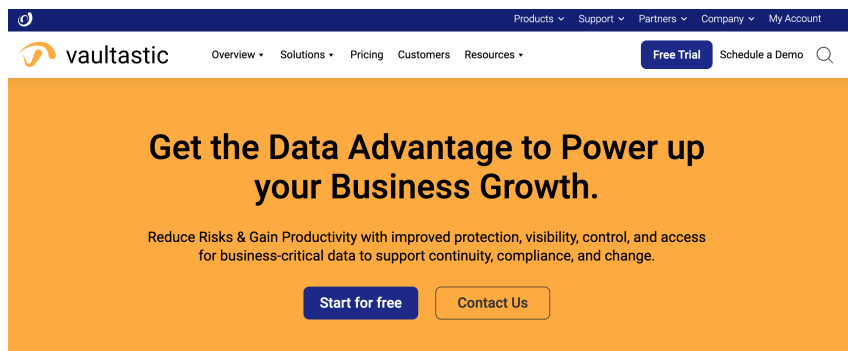 Products Support Partners Company My Account
vaultastic Overview Solutions Pricing Customers Resources Free Trial Schedule a Demo
Get the Data Advantage to Power up
your Business Growth.
Reduce Risks & Gain Productivity with improved protection, visibility, control, and access
for business-critical data to support continuity, compliance, and change.
Start for free Contact Us